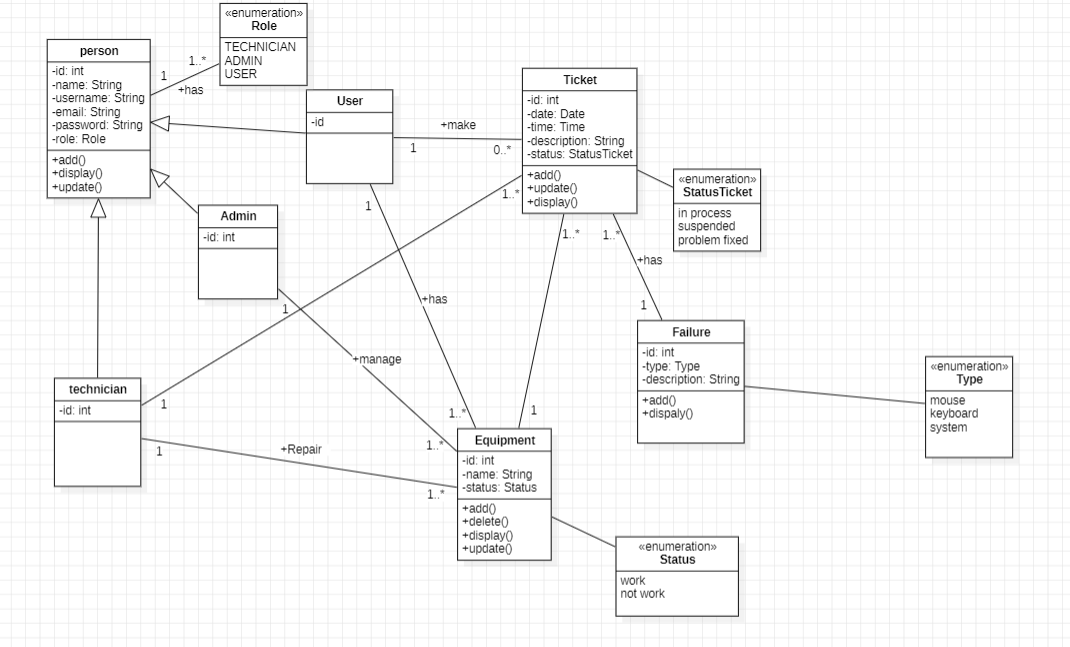 «enumeration»
Role
TECHNICIAN
ADMIN
USER
person
-id: int
-name: String
-username: String
-email: String
-password: String
-role: Role
+add()
+display()
+update()
1
1..*
+has
User
-id
+make
1
0..*
Ticket
-id: int
-date: Date
-time: Time
-description: String
-status: StatusTicket
+add()
+update()
+display()
«enumeration»
StatusTicket
in process
suspended
problem fixed
1..*
1..*
1..*
+has
1
1
Admin
-id: int
1
+has
+manage
1..*
1..*
1
technician
-id: int
1
1
+Repair
1..*
Equipment
-id: int
-name: String
-status: Status
+add()
+delete()
+display()
+update()
Failure
-id: int
-type: Type
-description: String
+add()
+dispaly()
«enumeration»
Type
mouse
keyboard
system
«enumeration»
Status
work
not work